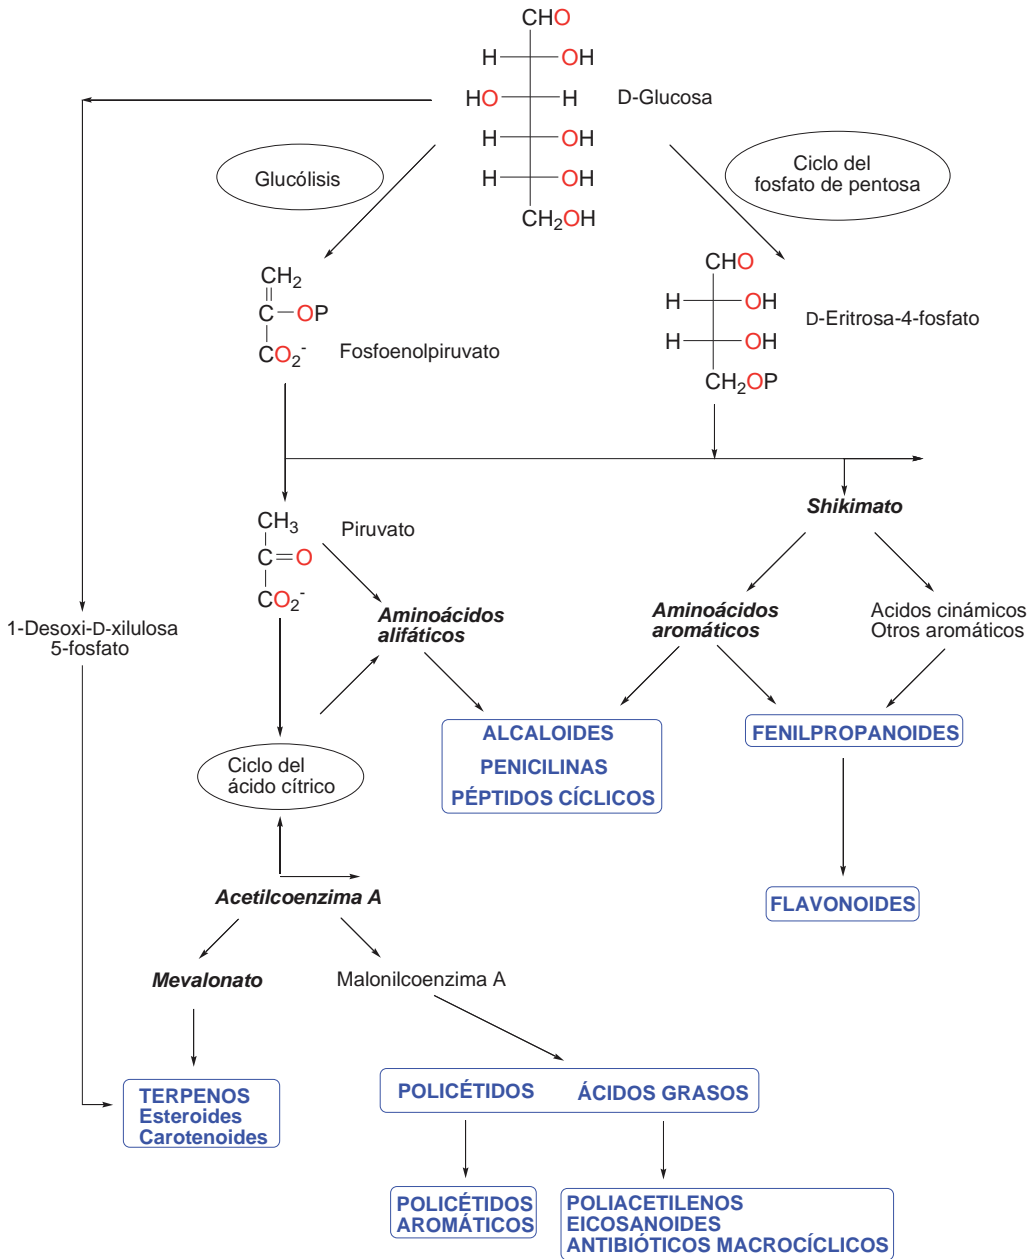 CHO
H
OH
HO
H
D-Glucosa
H
OH
H
OH
CH2OH
Glucólisis
Ciclo del
fosfato de pentosa
CH2
C
OP
CO2-
Fosfoenolpiruvato
CHO
H
OH
H
OH
CH2OP
D-Eritrosa-4-fosfato
CH3
C
O
CO2-
Piruvato
Shikimato
1-Desoxi-D-xilulosa
5-fosfato
Aminoácidos
alifáticos
Aminoácidos
aromáticos
Acidos cinámicos
Otros aromáticos
Ciclo del
ácido cítrico
ALCALOIDES
PENICILINAS
PÉPTIDOS CÍCLICOS
FENILPROPANOIDES
FLAVONOIDES
Acetilcoenzima A
Mevalonato
Malonilcoenzima A
TERPENOS
Esteroides
Carotenoides
POLICÉTIDOS
ÁCIDOS GRASOS
POLICÉTIDOS
AROMÁTICOS
POLIACETILENOS
EICOSANOIDES
ANTIBIÓTICOS MACROCÍCLICOS